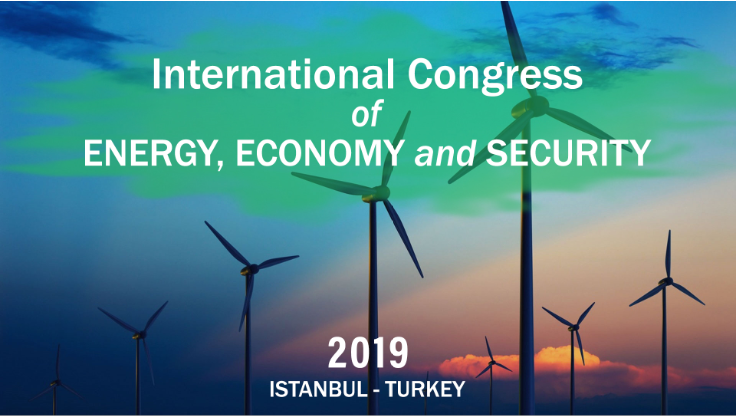 International Congress
of
ENERGY, ECONOMY and SECURITY
2019
ISTANBUL - TURKEY